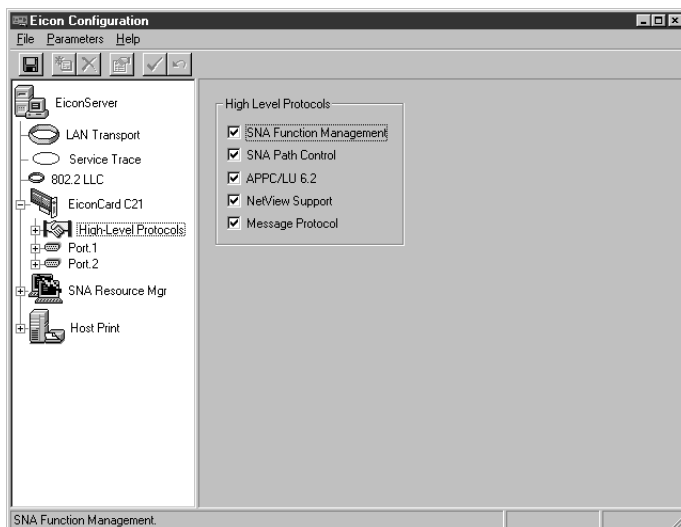 Eicon Configuration
File Parameters Help
EiconServer
LAN Transport
Service Trace
802.2 LLC
EiconCard C21
High-Level Protocols
Port.1
Port.2
SNA Resource Mgr
Host Print
High Level Protocols
SNA Function Management
SNA Path Control
APPC/LU 6.2
NetView Support
Message Protocol
SNA Function Management.